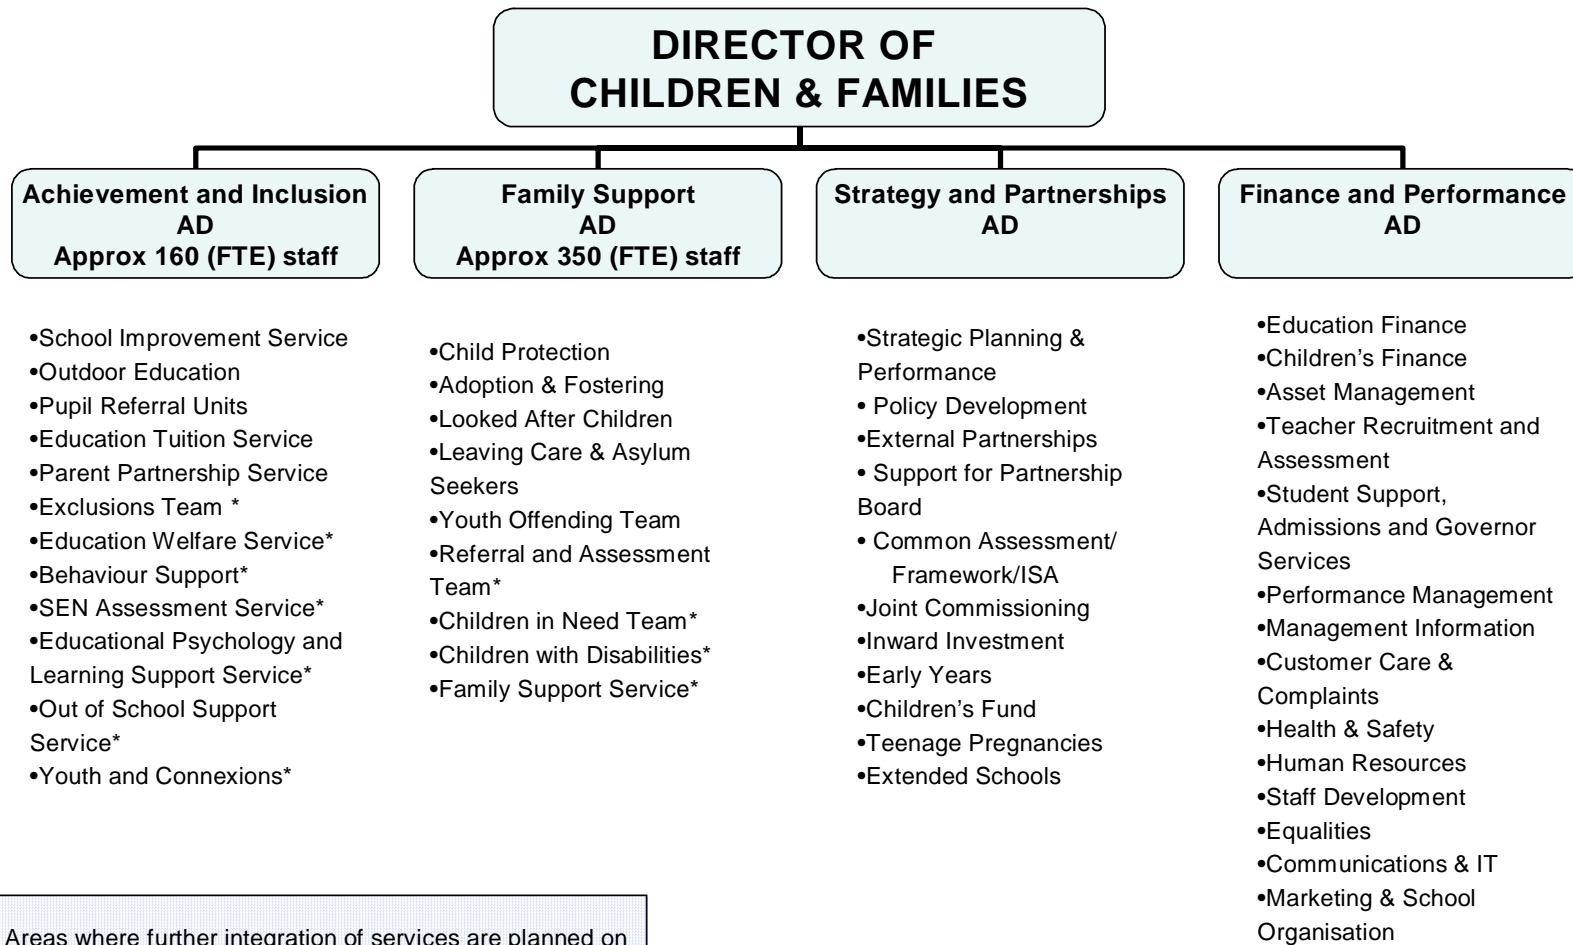 DIRECTOR OF
CHILDREN & FAMILIES
Achievement and Inclusion
AD
Approx 160 (FTE) staff
•School Improvement Service
•Outdoor Education
•Pupil Referral Units
•Education Tuition Service
•Parent Partnership Service
•Exclusions Team *
•Education Welfare Service*
•Behaviour Support*
•SEN Assessment Service*
•Educational Psychology and
Learning Support Service*
•Out of School Support
Service*
•Youth and Connexions*
Family Support
AD
Approx 350 (FTE) staff
•Child Protection
•Adoption & Fostering
•Looked After Children
•Leaving Care & Asylum
Seekers
•Youth Offending Team
•Referral and Assessment
Team*
•Children in Need Team*
•Children with Disabilities*
•Family Support Service*
Strategy and Partnerships
AD
•Strategic Planning &
Performance
• Policy Development
•External Partnerships
• Support for Partnership
Board
• Common Assessment/
Framework/ISA
•Joint Commissioning
•Inward Investment
•Early Years
•Children's Fund
•Teenage Pregnancies
•Extended Schools
Finance and Performance
AD
•Education Finance
•Children's Finance
•Asset Management
•Teacher Recruitment and
Assessment
•Student Support,
Admissions and Governor
Services
•Performance Management
•Management Information
•Customer Care &
Complaints
•Health & Safety
•Human Resources
•Staff Development
•Equalities
•Communications & IT
•Marketing & School
Organisation
Areas where further integration of services are planned on